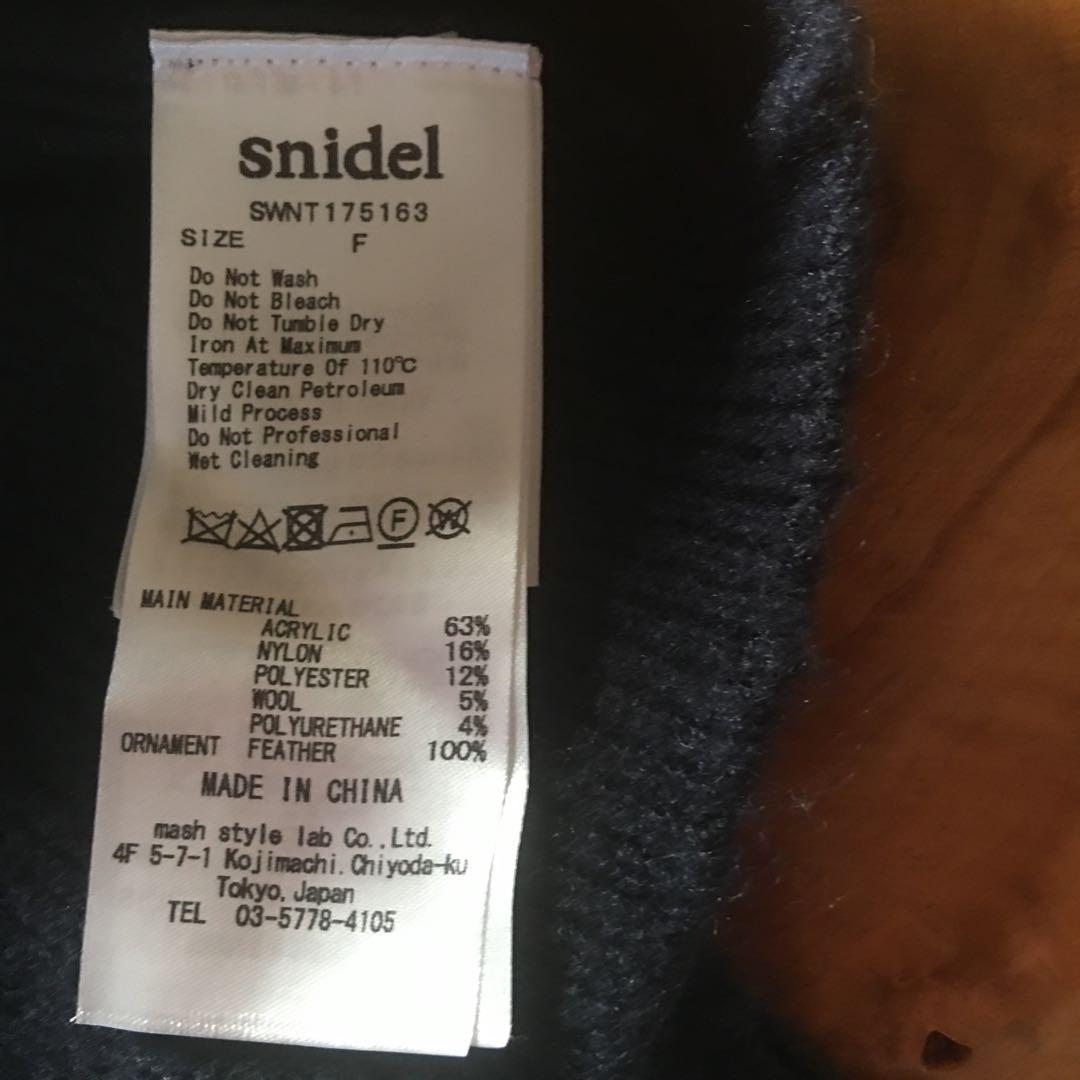 snidel
SWNT175163
SIZE F
Do Not Wash
Do Not Bleach
Do Not Tumble Dry
Iron At Maximum
Temperature Of 110℃
Dry Clean Petroleum
Mild Process
Do Not Professional
Wet Cleaning
F W
MAIN MATERIAL
ACRYLIC 63%
NYLON 16%
POLYESTER 12%
WOOL 5%
POLYURETHANE 4%
ORNAMENT FEATHER 100%
MADE IN CHINA
mash style lab Co.,Ltd.
4F 5-7-1 Kojimachi.Chiyoda-ku
Tokyo,Japan
TEL 03-5778-4105